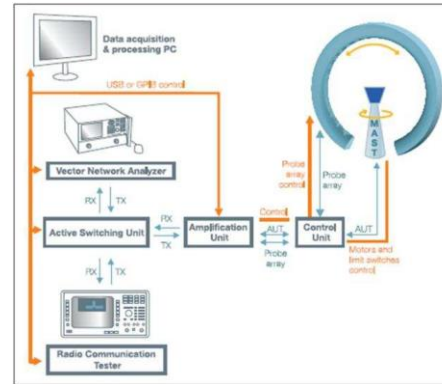 Data acquisition
& processing PC
USB or GPIB control
Vector Network Analyzer
RX
TX
Active Switching Unit
RX
TX
Amplification
Unit
RX
TX
Radio Communication
Tester
Control
AUT
Probe
array
Control
Unit
Probe
array
control
Probe
array
MAST
AUT
Motors and
limit switches
control